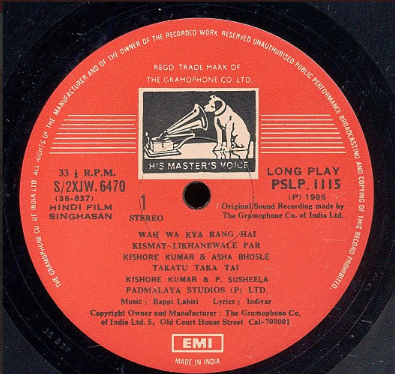 ALL RIGHTS OF THE MANUFACTURER AND OF THE OWNER OF THE RECORDED WORK RESERVED UNAUTHORISED PUBLIC PERFORMANCE BROADCASTING AND COPYING OF THIS RECORD PROHIBITED
THE GRAMOPHONE CO. OF INDIA LTD.
REGD. TRADE MARK OF
THE GRAMOPHONE CO. LTD.
HIS MASTER'S VOICE
33 ⅓ R.P.M.
S/2XJW. 6470
(36-837)
HINDI FILM
SINGHASAN
1
STEREO
LONG PLAY
PSLP. 1115
(P) 1986
Original Sound Recording made by
The Gramophone Co. of India Ltd.
WAH WA KYA RANG HAI
KISMAT-LIKHANEWALE PAR
KISHORE KUMAR & ASHA BHOSLE
TAKATU TAKA TAI
KISHORE KUMAR & P. SUSHEELA
PADMALAYA STUDIOS (P) LTD.
Music : Bappi Lahiri Lyrics : Indivar
Copyright Owner and Manufacturer : The Gramophone Co,
of India Ltd. 5, Old Court House Street Cal-700001
EMI
MADE IN INDIA